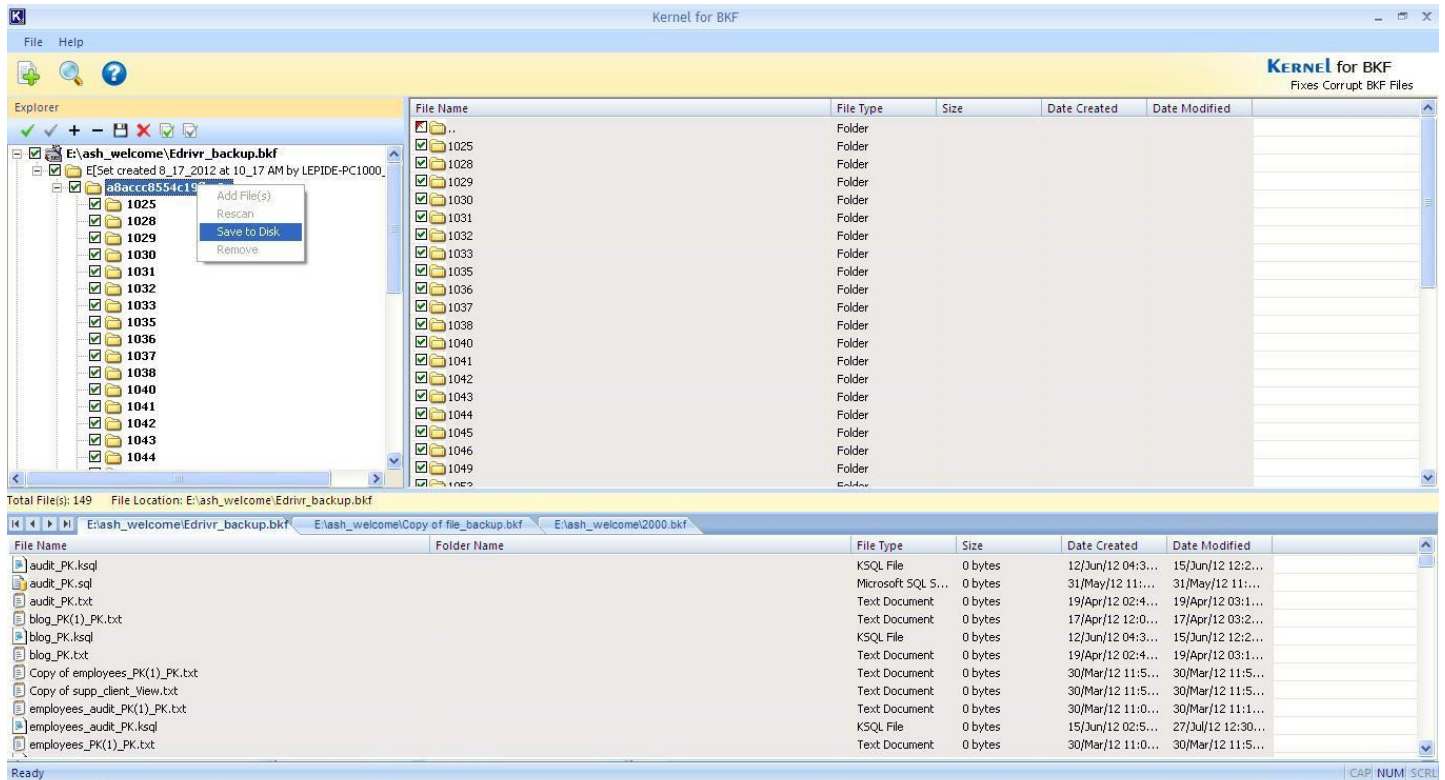 Kernel for BKF
File Help
KERNEL for BKF
Fixes Corrupt BKF Files
Explorer
File Name File Type Size Date Created Date Modified
E:\ash_welcome\Edrivr_backup.bkf
E[Set created 8_17_2012 at 10_17 AM by LEPIDE-PC1000_
a8accc8554c19
Add File(s)
Rescan
Save to Disk
Remove
1025
1028
1029
1030
1031
1032
1033
1035
1036
1037
1038
1040
1041
1042
1043
1044
.. Folder
1025 Folder
1028 Folder
1029 Folder
1030 Folder
1031 Folder
1032 Folder
1033 Folder
1035 Folder
1036 Folder
1037 Folder
1038 Folder
1040 Folder
1041 Folder
1042 Folder
1043 Folder
1044 Folder
1045 Folder
1046 Folder
1049 Folder
Total File(s): 149 File Location: E:\ash_welcome\Edrivr_backup.bkf
E:\ash_welcome\Edrivr_backup.bkf E:\ash_welcome\Copy of file_backup.bkf E:\ash_welcome\2000.bkf
File Name Folder Name File Type Size Date Created Date Modified
audit_PK.ksql KSQL File 0 bytes 12/Jun/12 04:3... 15/Jun/12 12:2...
audit_PK.sql Microsoft SQL S... 0 bytes 31/May/12 11:... 31/May/12 11:...
audit_PK.txt Text Document 0 bytes 19/Apr/12 02:4... 19/Apr/12 03:1...
blog_PK(1)_PK.txt Text Document 0 bytes 17/Apr/12 12:0... 17/Apr/12 03:2...
blog_PK.ksql KSQL File 0 bytes 12/Jun/12 04:3... 15/Jun/12 12:2...
blog_PK.txt Text Document 0 bytes 19/Apr/12 02:4... 19/Apr/12 03:1...
Copy of employees_PK(1)_PK.txt Text Document 0 bytes 30/Mar/12 11:5... 30/Mar/12 11:5...
Copy of supp_client_View.txt Text Document 0 bytes 30/Mar/12 11:5... 30/Mar/12 11:5...
employees_audit_PK(1)_PK.txt Text Document 0 bytes 30/Mar/12 11:0... 30/Mar/12 11:1...
employees_audit_PK.ksql KSQL File 0 bytes 15/Jun/12 02:5... 27/Jul/12 12:30...
employees_PK(1)_PK.txt Text Document 0 bytes 30/Mar/12 11:0... 30/Mar/12 11:5...
Ready CAP NUM SCRL